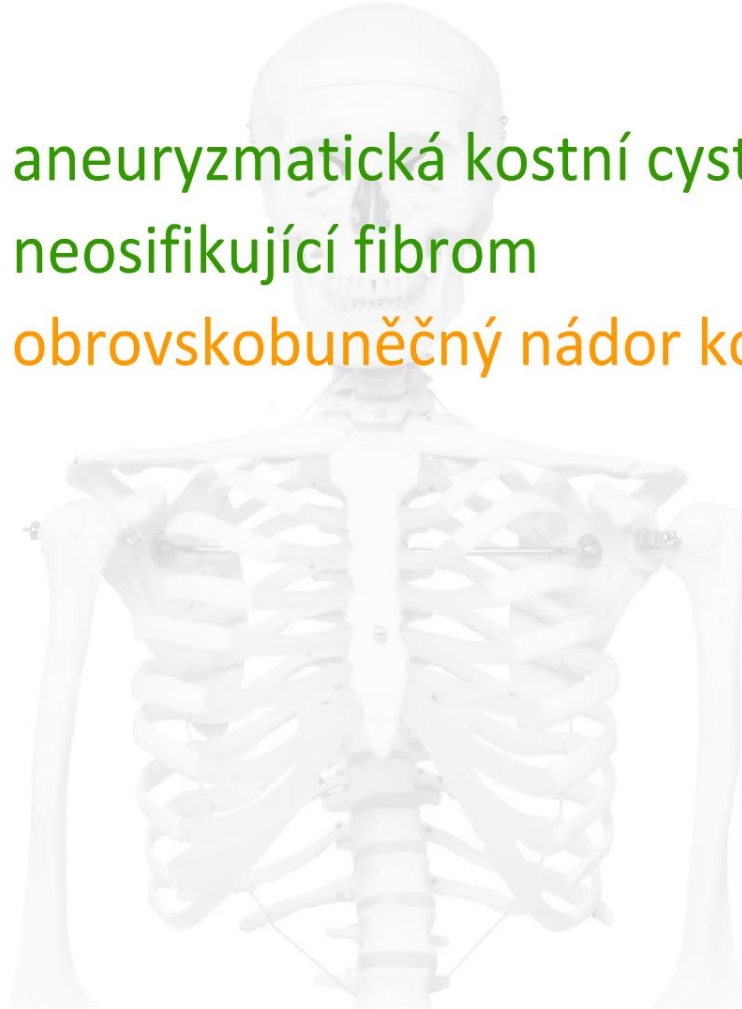 aneuryzmatická kostní cyst
neosifikující fibrom
obrovskobuněčný nádor ko